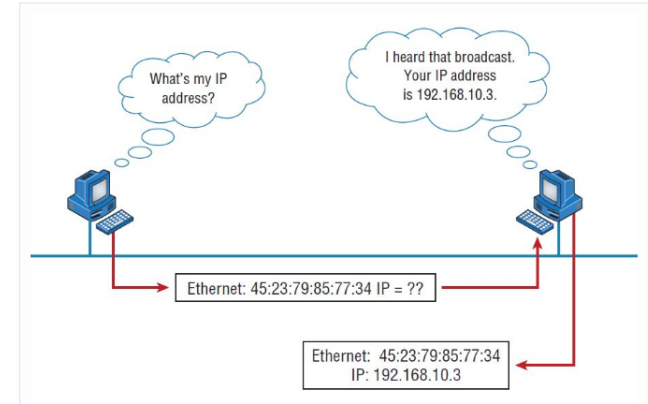 What's my IP
address?
I heard that broadcast.
Your IP address
is 192.168.10.3.
Ethernet: 45:23:79:85:77:34 IP = ??
Ethernet: 45:23:79:85:77:34
IP: 192.168.10.3